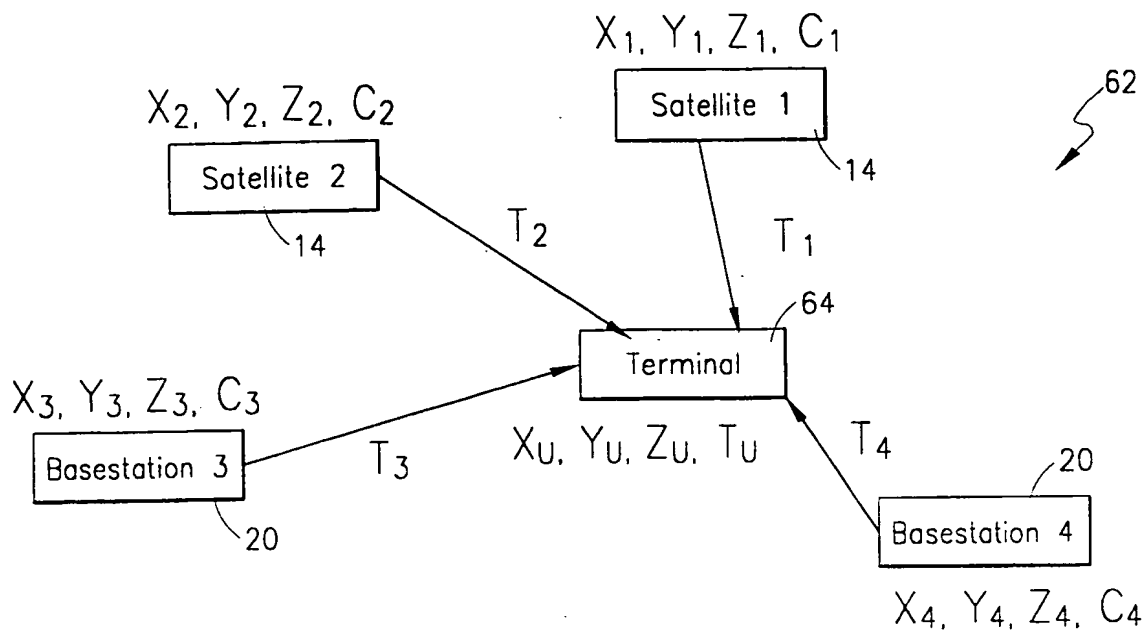 X1, Y1, Z1, C1
Satellite 1
14
62
X2, Y2, Z2, C2
Satellite 2
14
T2
T1
64
Terminal
XU, YU, ZU, TU
X3, Y3, Z3, C3
Basestation 3
20
T3
T4
20
Basestation 4
X4, Y4, Z4, C4